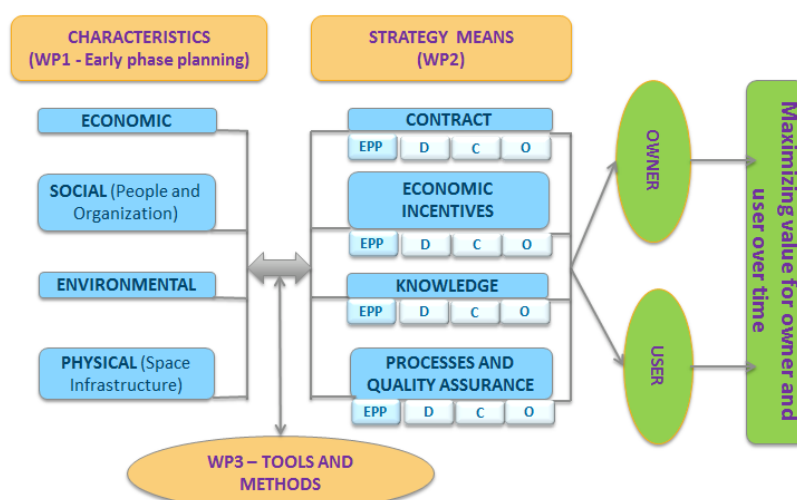 CHARACTERISTICS
(WP1 - Early phase planning)
STRATEGY MEANS
(WP2)
ECONOMIC
SOCIAL (People and
Organization)
ENVIRONMENTAL
PHYSICAL (Space
Infrastructure)
CONTRACT
EPP D C O
ECONOMIC
INCENTIVES
EPP D C O
KNOWLEDGE
EPP D C O
PROCESSES AND
QUALITY ASSURANCE
EPP D C O
WP3 – TOOLS AND
METHODS
OWNER
USER
Maximizing value for owner and
user over time